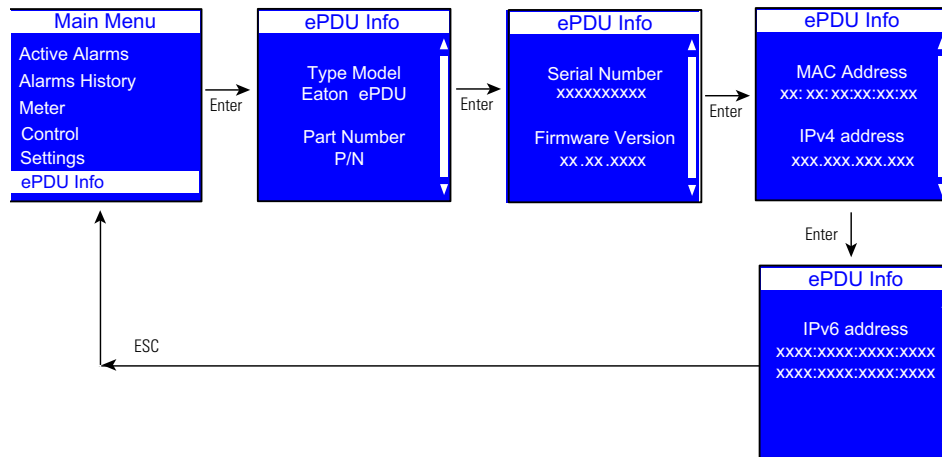 Main Menu
Active Alarms
Alarms History
Meter
Control
Settings
ePDU Info
Enter
ePDU Info
Type Model
Eaton ePDU
Part Number
P/N
Enter
ePDU Info
Serial Number
xxxxxxxxxx
Firmware Version
xx.xx.xxxx
Enter
ePDU Info
MAC Address
xx: xx: xx:xx:xx:xx
IPv4 address
xxx.xxx.xxx.xxx
Enter
ePDU Info
IPv6 address
xxxx:xxxx:xxxx:xxxx
xxxx:xxxx:xxxx:xxxx
ESC